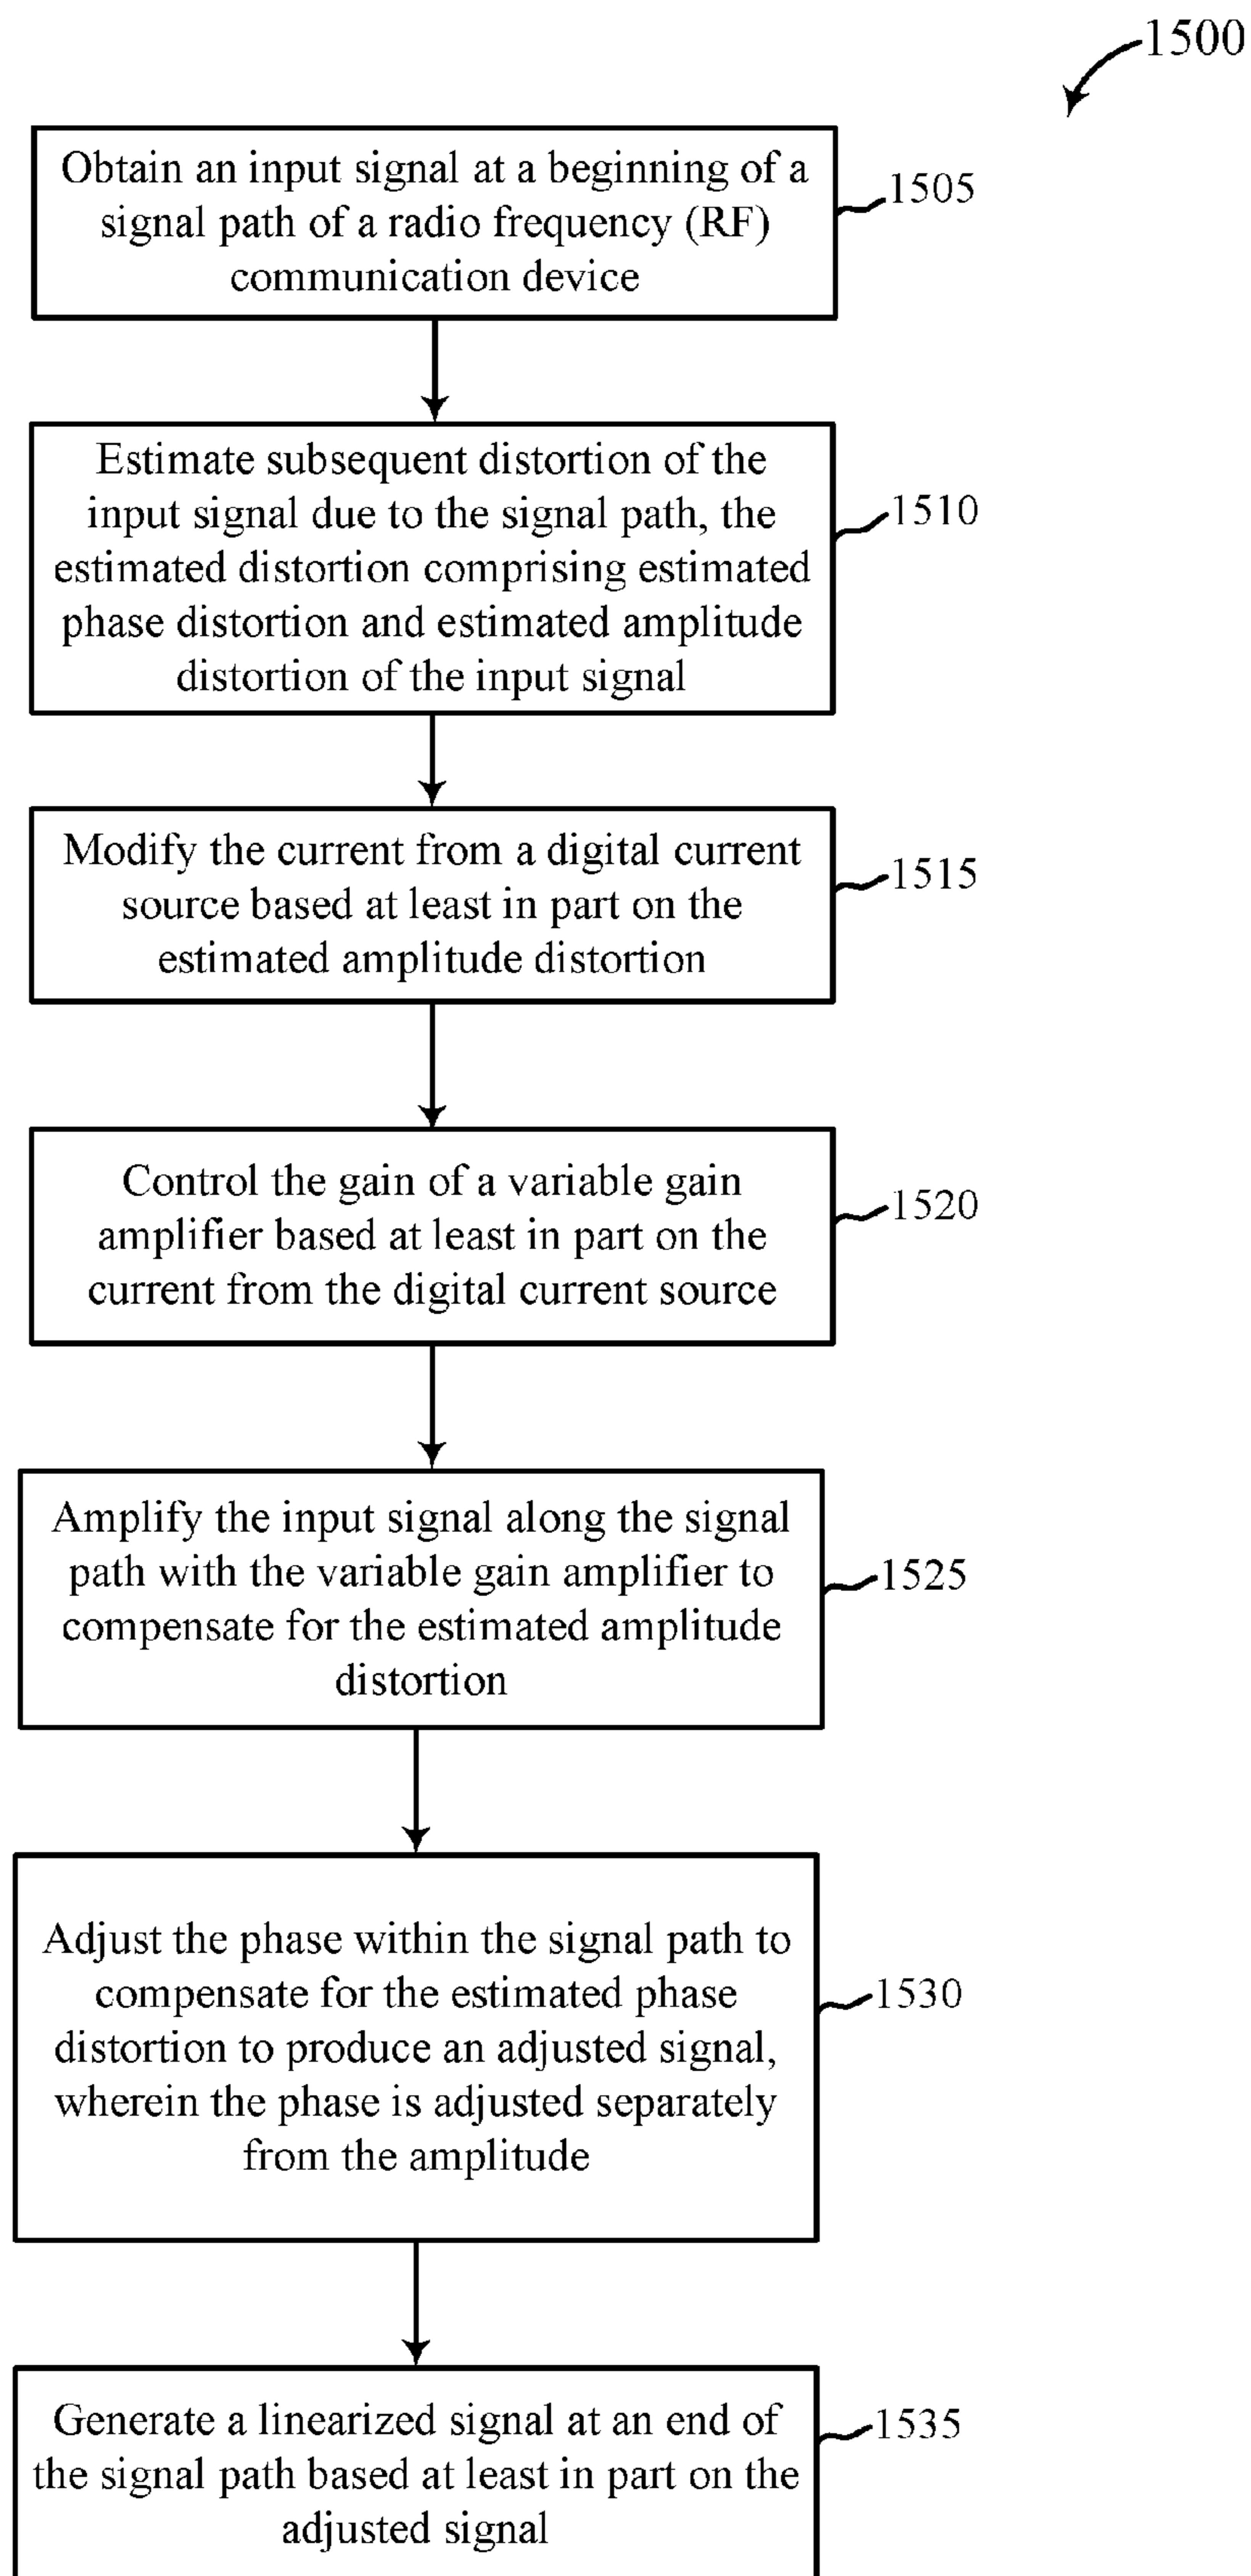 1500
Obtain an input signal at a beginning of a
signal path of a radio frequency (RF)
communication device
1505
Estimate subsequent distortion of the
input signal due to the signal path, the
estimated distortion comprising estimated
phase distortion and estimated amplitude
distortion of the input signal
1510
Modify the current from a digital current
source based at least in part on the
estimated amplitude distortion
1515
Control the gain of a variable gain
amplifier based at least in part on the
current from the digital current source
1520
Amplify the input signal along the signal
path with the variable gain amplifier to
compensate for the estimated amplitude
distortion
1525
Adjust the phase within the signal path to
compensate for the estimated phase
distortion to produce an adjusted signal,
wherein the phase is adjusted separately
from the amplitude
1530
Generate a linearized signal at an end of
the signal path based at least in part on the
adjusted signal
1535